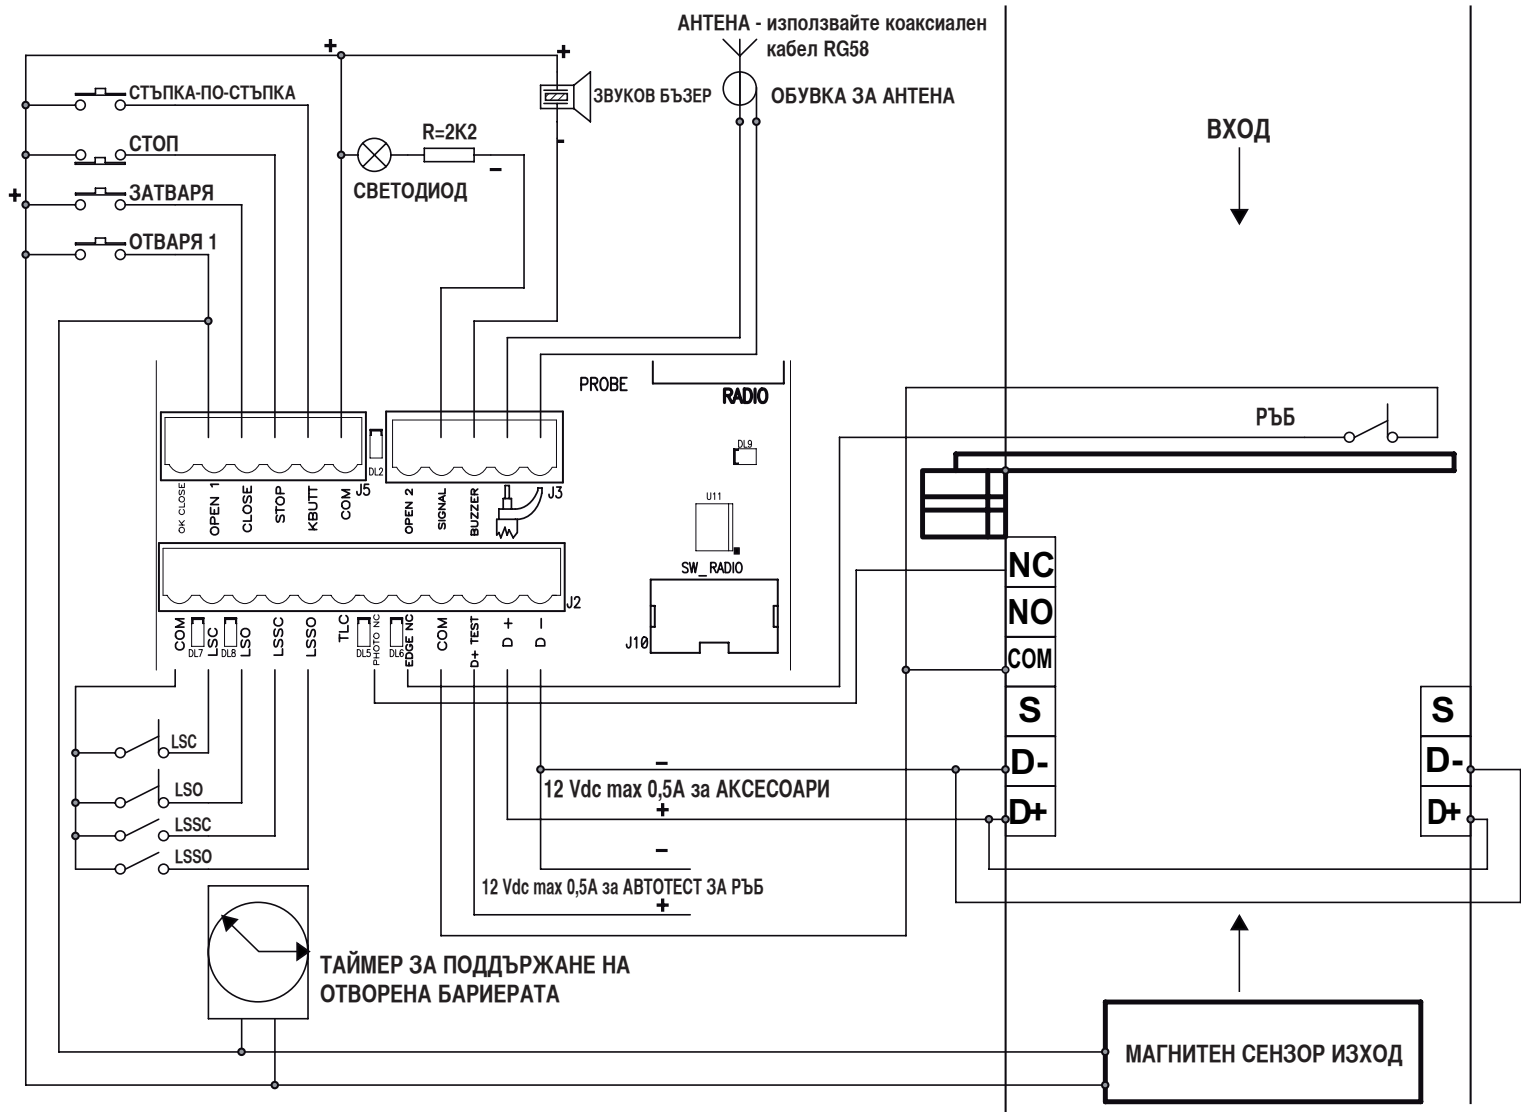 АНТЕНА - използвайте коаксиален
кабел RG58
+
+
СТЪПКА-ПО-СТЪПКА
ЗВУКОВ БЪЗЕР
ОБУВКА ЗА АНТЕНА
СТОП
R=2K2
-
-
ВХОД
+
ЗАТВАРЯ
СВЕТОДИОД
ОТВАРЯ 1
PROBE
RADIO
РЪБ
DL2
DL9
J5
J3
OK CLOSE
OPEN 1
CLOSE
STOP
KBUTT
COM
OPEN 2
SIGNAL
BUZZER
U11
SW_RADIO
NC
NO
COM
S
D-
D+
S
D-
D+
J2
J10
COM
DL7
LSC
DL8
LSO
LSSC
LSSO
TLC
DL5
PHOTO NC
DL6
EDGE NC
COM
D+ TEST
D +
D -
LSC
LSO
LSSC
LSSO
-
12 Vdc max 0,5A за АКСЕСОАРИ
+
-
12 Vdc max 0,5A за АВТОТЕСТ ЗА РЪБ
+
ТАЙМЕР ЗА ПОДДЪРЖАНЕ НА
ОТВОРЕНА БАРИЕРАТА
МАГНИТЕН СЕНЗОР ИЗХОД